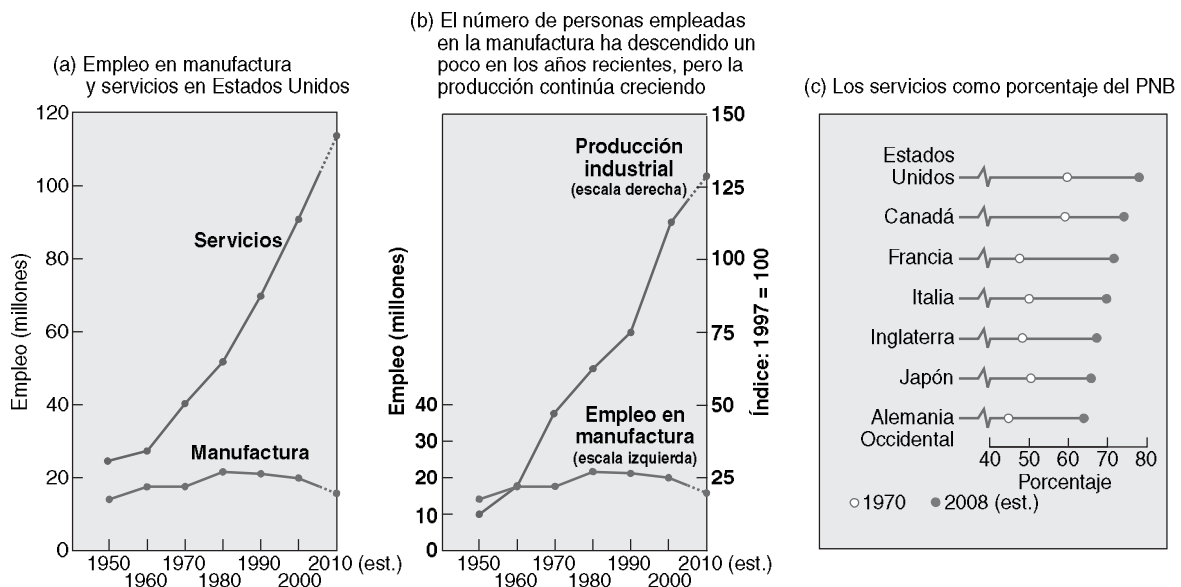 (a) Empleo en manufactura
y servicios en Estados Unidos
120
100
80
60
40
20
0
Empleo (millones)
Servicios
Manufactura
1950
1960
1970
1980
1990
2000
2010 (est.)
(b) El número de personas empleadas
en la manufactura ha descendido un
poco en los años recientes, pero la
producción continúa creciendo
40
30
20
10
0
Empleo (millones)
Producción
industrial
(escala derecha)
Empleo en
manufactura
(escala izquierda)
150
125
100
75
50
25
0
Índice: 1997 = 100
1950
1960
1970
1980
1990
2000
2010 (est.)
(c) Los servicios como porcentaje del PNB
Estados
Unidos
Canadá
Francia
Italia
Inglaterra
Japón
Alemania
Occidental
40 50 60 70 80
Porcentaje
1970 2008 (est.)